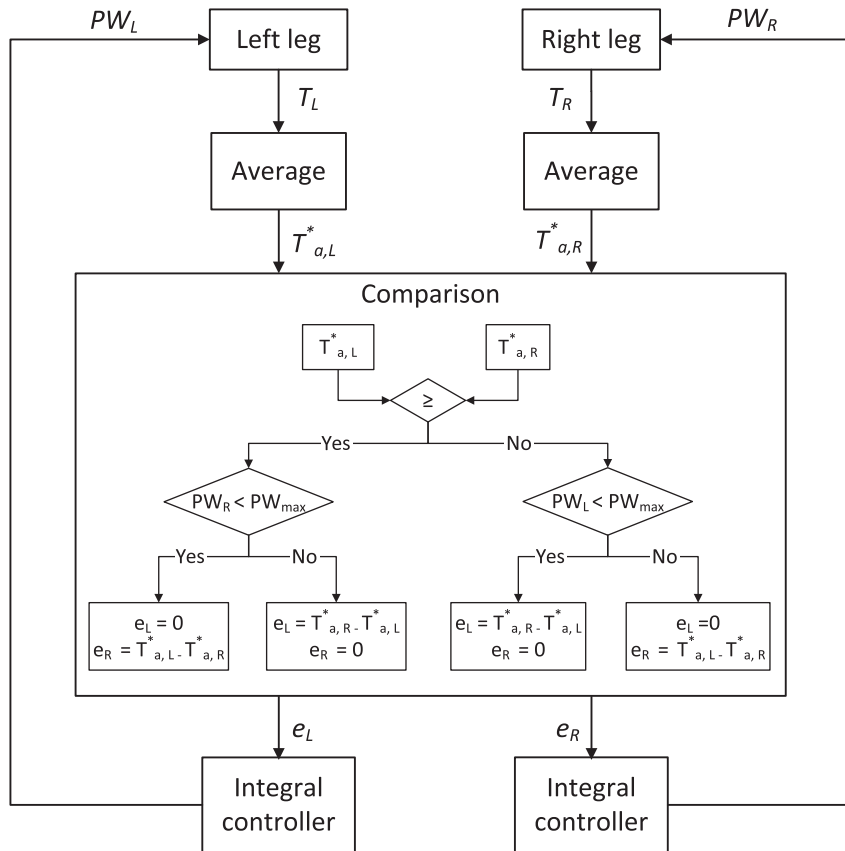 PW_L
Left leg
Right leg
PW_R
T_L
T_R
Average
Average
T*_a,L
T*_a,R
Comparison
T*_a, L
T*_a, R
≥
Yes
No
PW_R < PW_max
PW_L < PW_max
Yes
No
Yes
No
e_L = 0
e_R = T*_a, L - T*_a, R
e_L = T*_a, R - T*_a, L
e_R = 0
e_L = T*_a, R - T*_a, L
e_R = 0
e_L =0
e_R = T*_a, L - T*_a, R
e_L
e_R
Integral
controller
Integral
controller